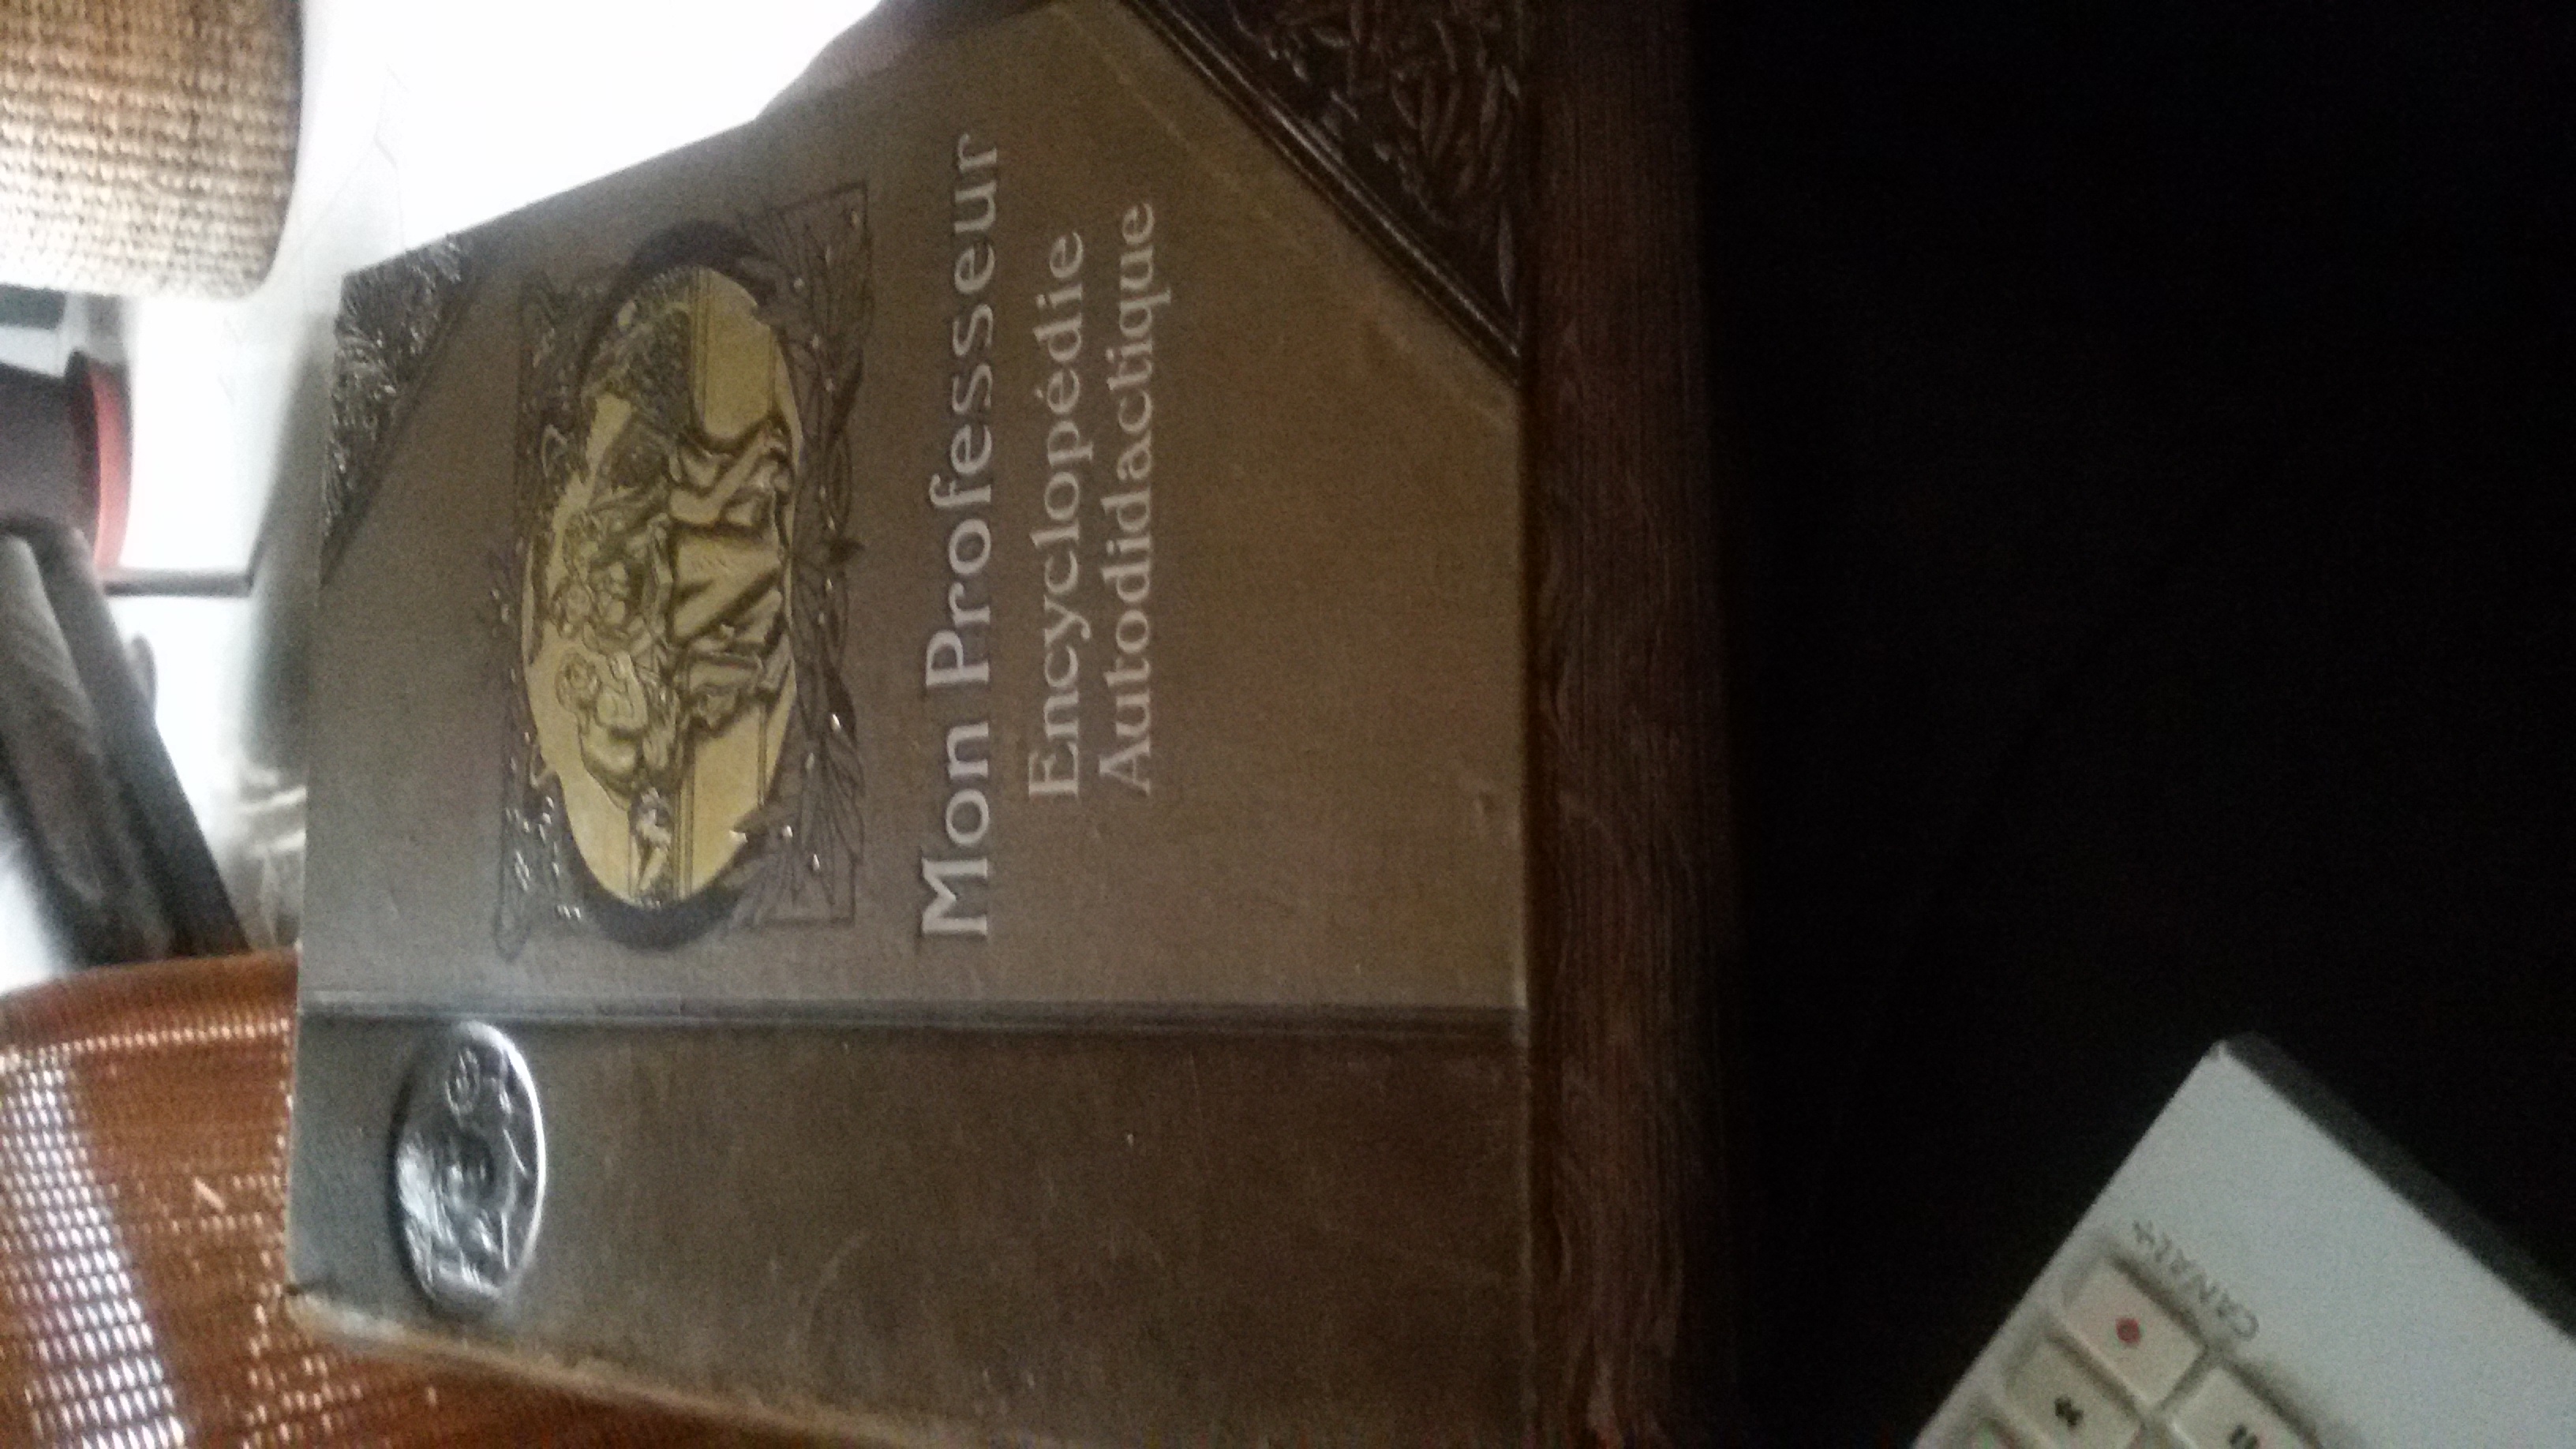 Mon Professeur
Encyclopédie
Autodidactique
CANAL+